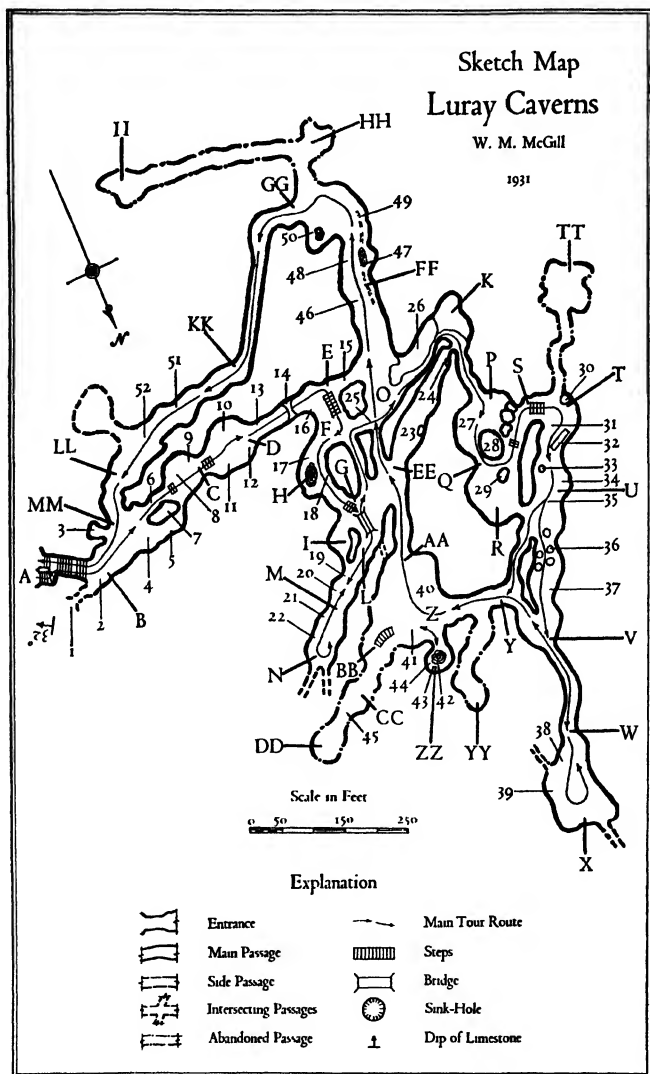 Sketch Map
Luray Caverns
W. M. McGill
1931
II
HH
GG
49
TT
50
47
48
FF
K
26
46
KK
E
15
P
S
30
T
51
14
13
52
10
16
25
O
24
27
31
9
F
28
32
LL
D
17
G
23
33
34
6
C
12
H
EE
Q
29
U
MM
11
18
35
3
8
7
R
I
AA
36
A
4
5
19
M
20
L
40
37
B
21
Z
2
22
Y
V
1
N
BB
41
44
CC
43
42
38
W
DD
45
ZZ
YY
39
X
N
32°
Scale in Feet
0 50 150 250
Explanation
Entrance
Main Tour Route
Main Passage
Steps
Side Passage
Bridge
Intersecting Passages
Sink-Hole
Abandoned Passage
Dip of Limestone